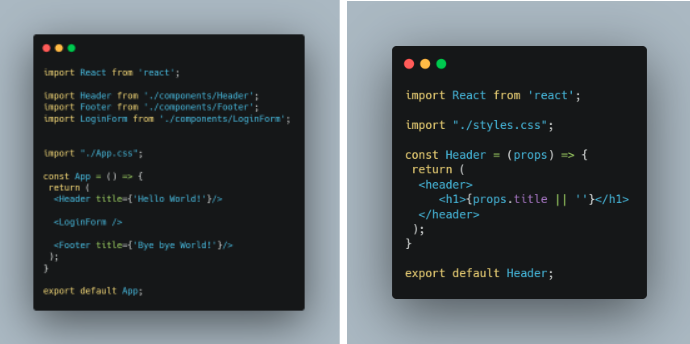 import React from 'react';
import Header from './components/Header';
import Footer from './components/Footer';
import LoginForm from './components/LoginForm';
import "./App.css";
const App = () => {
return (
<Header title={'Hello World!'}/>
<LoginForm />
<Footer title={'Bye bye World!'}/>
);
}
export default App;
import React from 'react';
import "./styles.css";
const Header = (props) => {
return (
<header>
<h1>{props.title || ''}</h1>
</header>
);
}
export default Header;